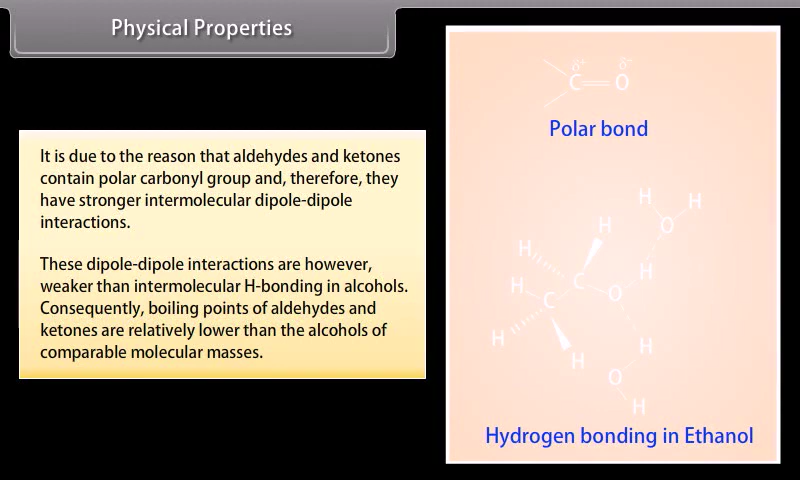 Physical Properties
It is due to the reason that aldehydes and ketones
contain polar carbonyl group and, therefore, they
have stronger intermolecular dipole-dipole
interactions.
These dipole-dipole interactions are however,
weaker than intermolecular H-bonding in alcohols.
Consequently, boiling points of aldehydes and
ketones are relatively lower than the alcohols of
comparable molecular masses.
δ+ δ-
C=O
Polar bond
H H
O
H
H
H
C
H
C
O
H
H
H
O
H
Hydrogen bonding in Ethanol